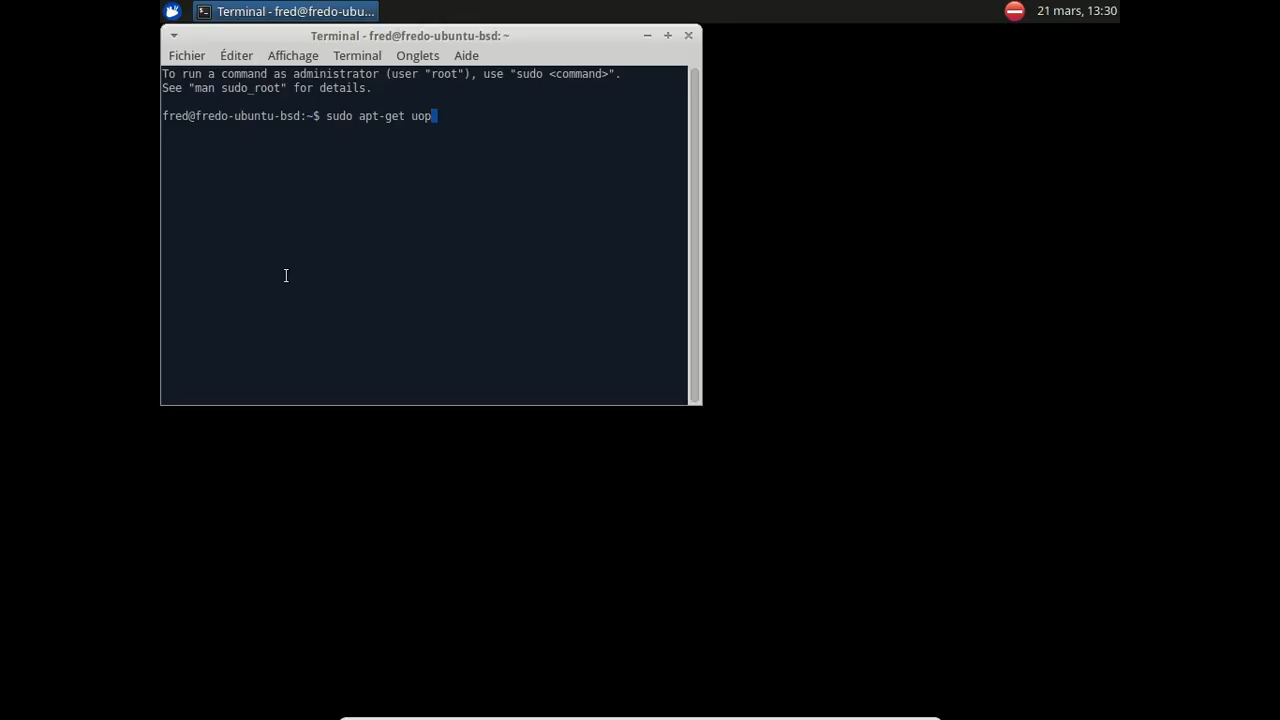 Terminal - fred@fredo-ubu...
21 mars, 13:30
Terminal - fred@fredo-ubuntu-bsd: ~
Fichier Éditer Affichage Terminal Onglets Aide
To run a command as administrator (user "root"), use "sudo <command>".
See "man sudo_root" for details.
fred@fredo-ubuntu-bsd:~$ sudo apt-get uop